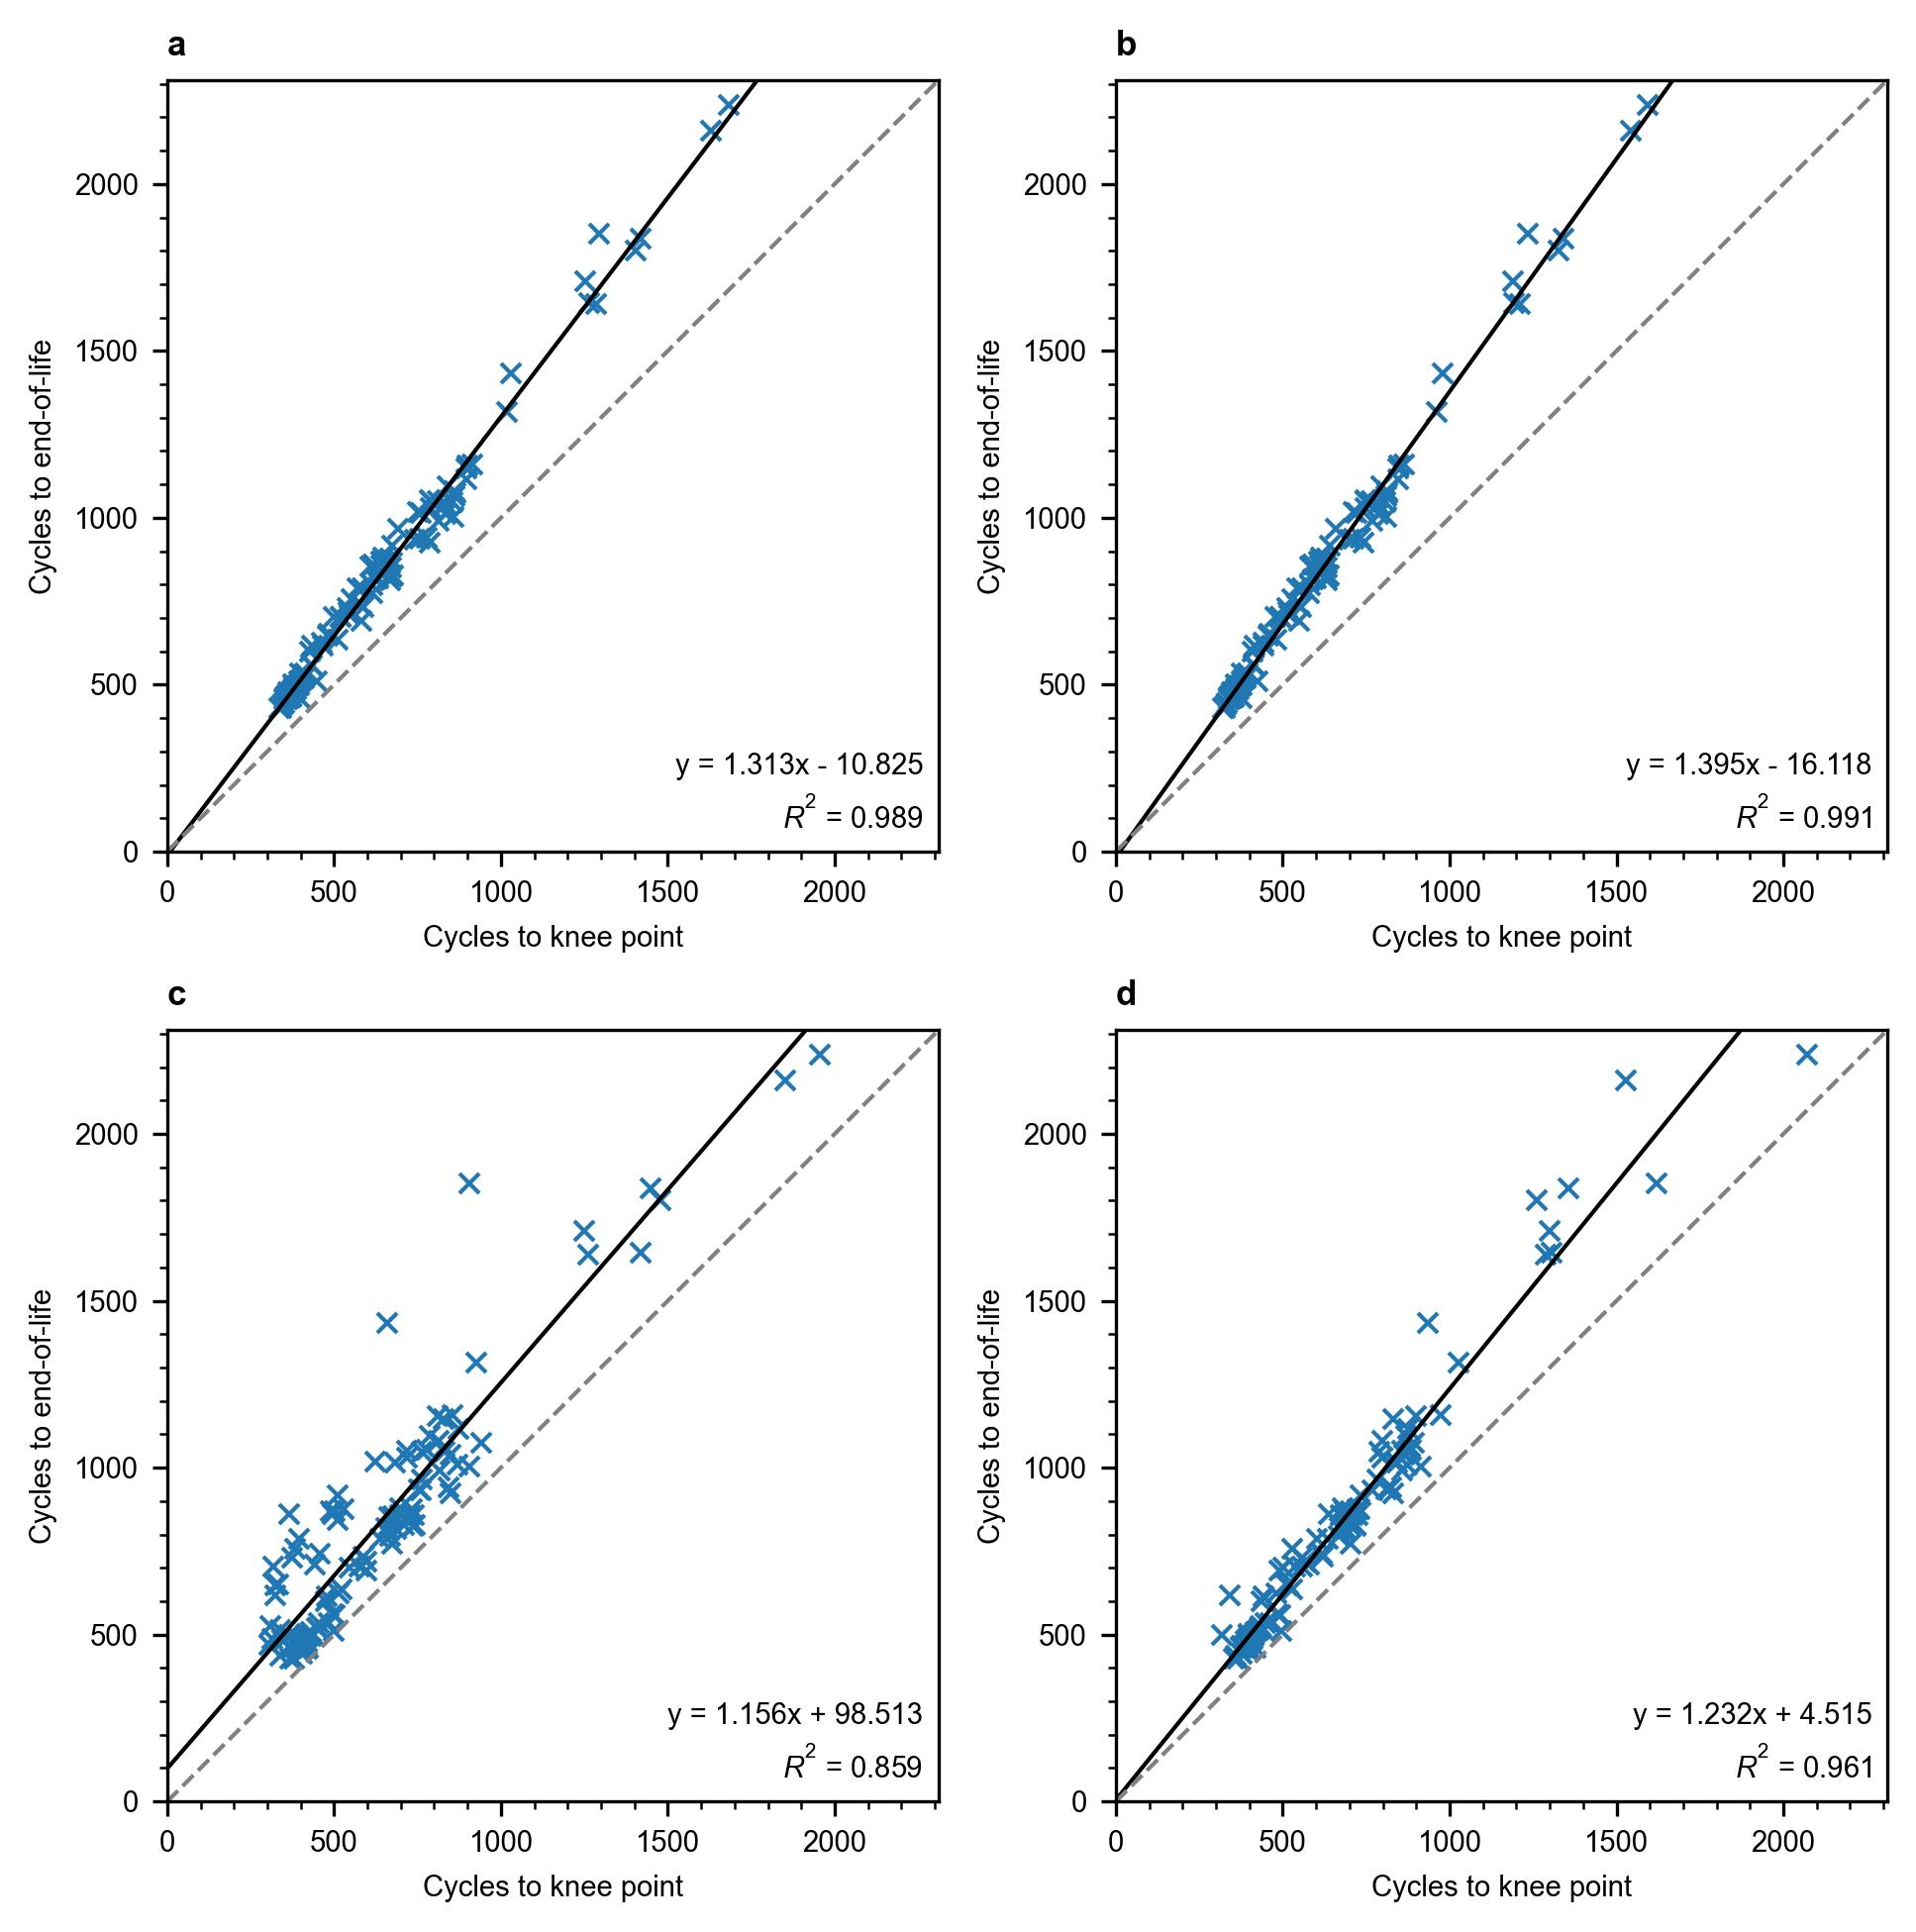 a
2000
1500
1000
500
0
Cycles to end-of-life
y = 1.313x - 10.825
R² = 0.989
0 500 1000 1500 2000
Cycles to knee point
b
2000
1500
1000
500
0
Cycles to end-of-life
y = 1.395x - 16.118
R² = 0.991
0 500 1000 1500 2000
Cycles to knee point
c
2000
1500
1000
500
0
Cycles to end-of-life
y = 1.156x + 98.513
R² = 0.859
0 500 1000 1500 2000
Cycles to knee point
d
2000
1500
1000
500
0
Cycles to end-of-life
y = 1.232x + 4.515
R² = 0.961
0 500 1000 1500 2000
Cycles to knee point